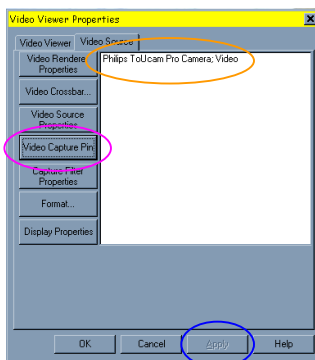 Video Viewer Properties
Video Viewer Video Source
Video Renderer
Properties
Philips ToUcam Pro Camera; Video
Video Crossbar...
Video Source
Properties
Video Capture Pin
Capture Filter
Properties
Format...
Display Properties
OK Cancel Apply Help